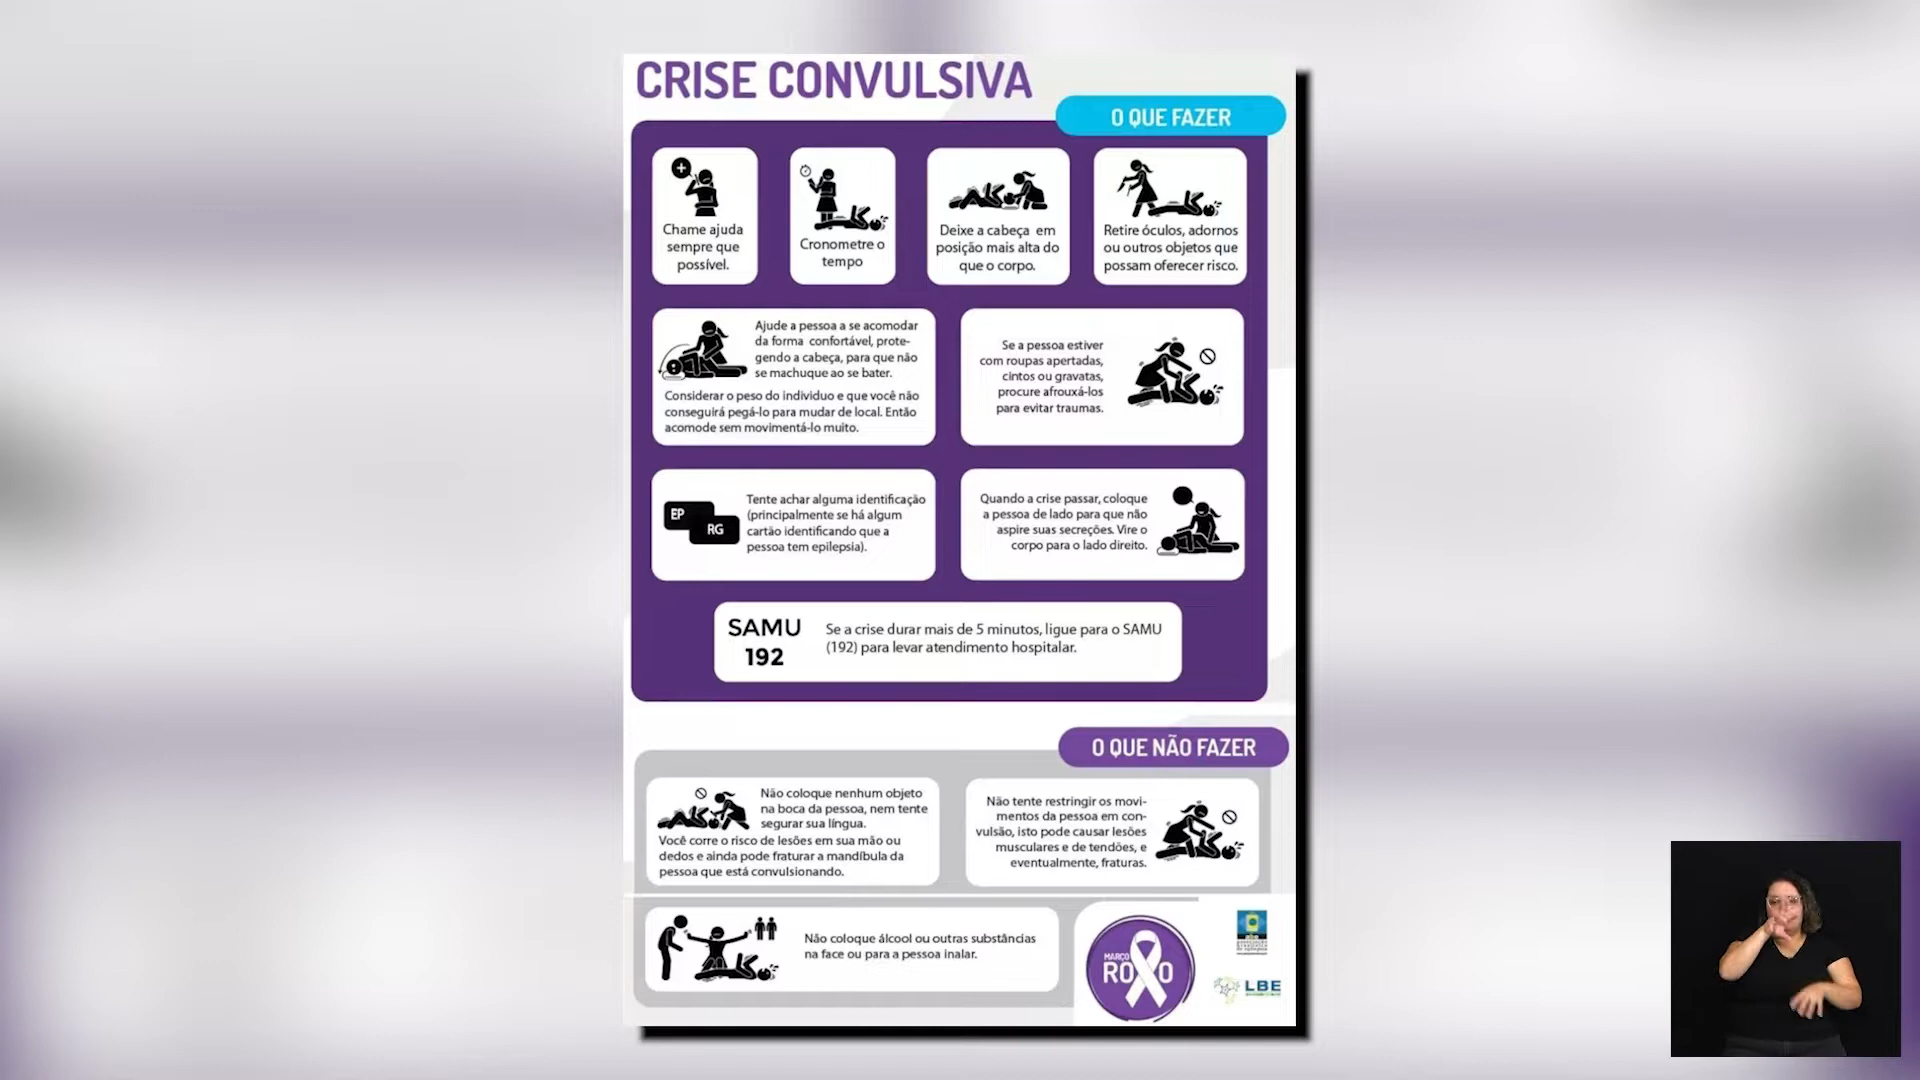 CRISE CONVULSIVA
O QUE FAZER
Chame ajuda
sempre que
possível.
Cronometre o
tempo
Deixe a cabeça em
posição mais alta do
que o corpo.
Retire óculos, adornos
ou outros objetos que
possam oferecer risco.
Ajude a pessoa a se acomodar
da forma confortável, prote-
gendo a cabeça, para que não
se machuque ao se bater.
Considerar o peso do individuo e que você não
conseguirá pegá-lo para mudar de local. Então
acomode sem movimentá-lo muito.
Se a pessoa estiver
com roupas apertadas,
cintos ou gravatas,
procure afrouxá-los
para evitar traumas.
EP
RG
Tente achar alguma identificação
(principalmente se há algum
cartão identificando que a
pessoa tem epilepsia).
Quando a crise passar, coloque
a pessoa de lado para que não
aspire suas secreções. Vire o
corpo para o lado direito.
SAMU
192
Se a crise durar mais de 5 minutos, ligue para o SAMU
(192) para levar atendimento hospitalar.
O QUE NÃO FAZER
Não coloque nenhum objeto
na boca da pessoa, nem tente
segurar sua língua.
Você corre o risco de lesões em sua mão ou
dedos e ainda pode fraturar a mandíbula da
pessoa que está convulsionando.
Não tente restringir os movi-
mentos da pessoa em con-
vulsão, isto pode causar lesões
musculares e de tendões, e
eventualmente, fraturas.
Não coloque álcool ou outras substâncias
na face ou para a pessoa inalar.
MARÇO
ROXO
LBE